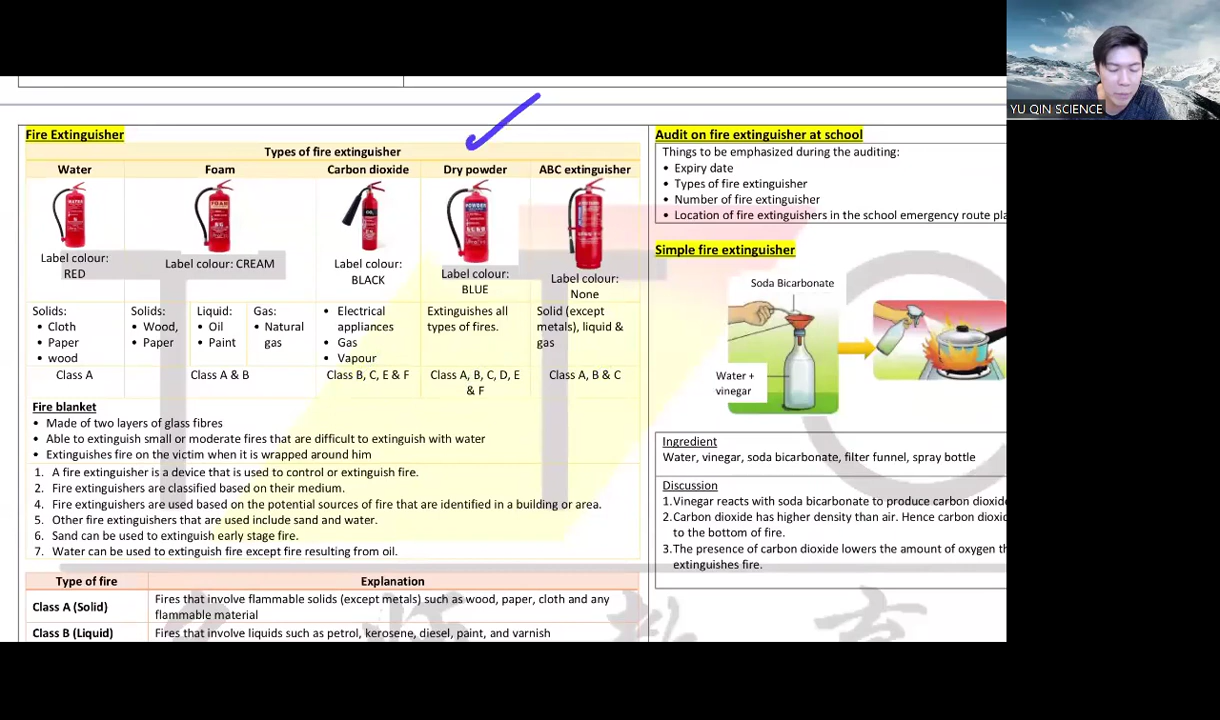 YU QIN SCIENCE
Fire Extinguisher
Types of fire extinguisher
Water
Foam
Carbon dioxide
Dry powder
ABC extinguisher
Label colour:
RED
Label colour: CREAM
Label colour:
BLACK
Label colour:
BLUE
Label colour:
None
Solids:
• Cloth
• Paper
• wood
Solids:
• Wood,
• Paper
Liquid:
• Oil
• Paint
Gas:
• Natural
gas
• Electrical
appliances
• Gas
• Vapour
Extinguishes all
types of fires.
Solid (except
metals), liquid &
gas
Class A
Class A & B
Class B, C, E & F
Class A, B, C, D, E
& F
Class A, B & C
Fire blanket
• Made of two layers of glass fibres
• Able to extinguish small or moderate fires that are difficult to extinguish with water
• Extinguishes fire on the victim when it is wrapped around him
1. A fire extinguisher is a device that is used to control or extinguish fire.
2. Fire extinguishers are classified based on their medium.
4. Fire extinguishers are used based on the potential sources of fire that are identified in a building or area.
5. Other fire extinguishers that are used include sand and water.
6. Sand can be used to extinguish early stage fire.
7. Water can be used to extinguish fire except fire resulting from oil.
Type of fire
Explanation
Class A (Solid)
Fires that involve flammable solids (except metals) such as wood, paper, cloth and any
flammable material
Class B (Liquid)
Fires that involve liquids such as petrol, kerosene, diesel, paint, and varnish
Audit on fire extinguisher at school
Things to be emphasized during the auditing:
• Expiry date
• Types of fire extinguisher
• Number of fire extinguisher
• Location of fire extinguishers in the school emergency route pla
Simple fire extinguisher
Soda Bicarbonate
Water +
vinegar
Ingredient
Water, vinegar, soda bicarbonate, filter funnel, spray bottle
Discussion
1.Vinegar reacts with soda bicarbonate to produce carbon dioxide
2.Carbon dioxide has higher density than air. Hence carbon dioxid
to the bottom of fire.
3.The presence of carbon dioxide lowers the amount of oxygen th
extinguishes fire.